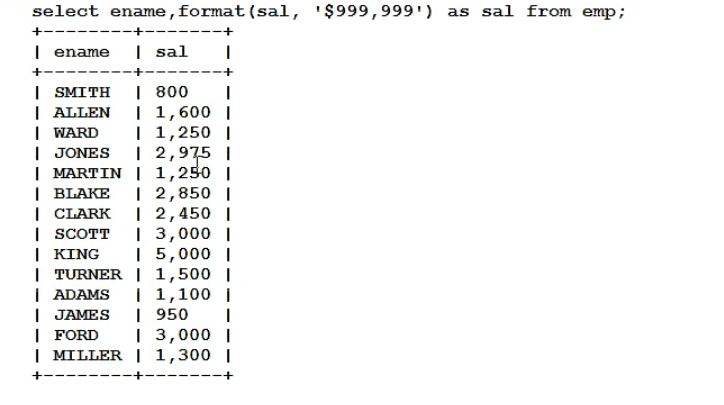 select ename,format(sal, '$999,999') as sal from emp;
+--------+-------+
| ename  | sal   |
+--------+-------+
| SMITH  | 800   |
| ALLEN  | 1,600 |
| WARD   | 1,250 |
| JONES  | 2,975 |
| MARTIN | 1,250 |
| BLAKE  | 2,850 |
| CLARK  | 2,450 |
| SCOTT  | 3,000 |
| KING   | 5,000 |
| TURNER | 1,500 |
| ADAMS  | 1,100 |
| JAMES  | 950   |
| FORD   | 3,000 |
| MILLER | 1,300 |
+--------+-------+